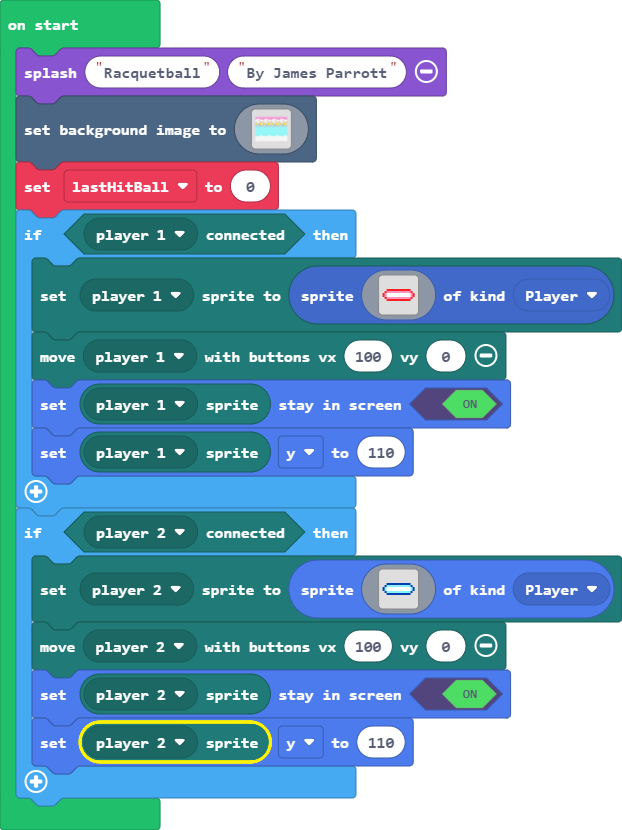 on start
splash "Racquetball" "By James Parrott"
set background image to
set lastHitBall to 0
if player 1 connected then
set player 1 sprite to sprite of kind Player
move player 1 with buttons vx 100 vy 0
set player 1 sprite stay in screen ON
set player 1 sprite y to 110
if player 2 connected then
set player 2 sprite to sprite of kind Player
move player 2 with buttons vx 100 vy 0
set player 2 sprite stay in screen ON
set player 2 sprite y to 110